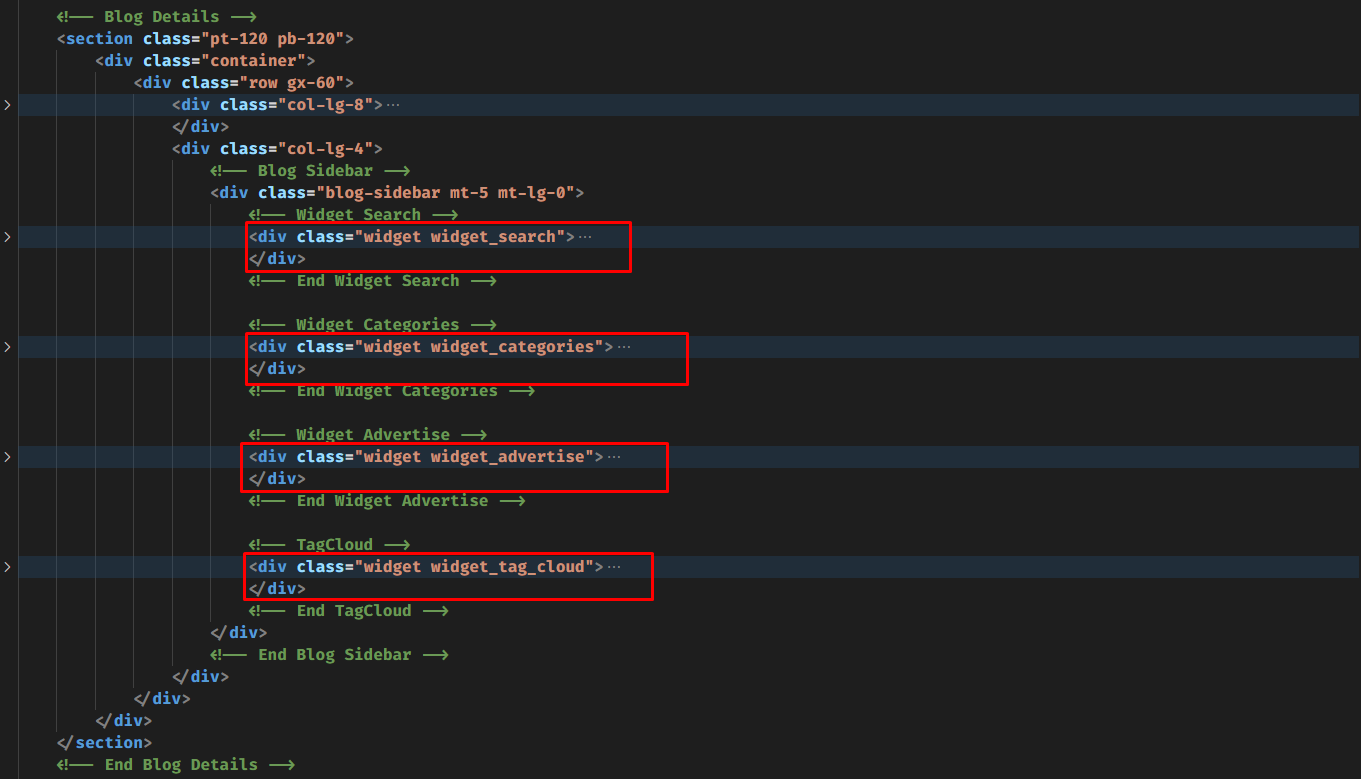 <!-- Blog Details -->
<section class="pt-120 pb-120">
<div class="container">
<div class="row gx-60">
<div class="col-lg-8">···
</div>
<div class="col-lg-4">
<!-- Blog Sidebar -->
<div class="blog-sidebar mt-5 mt-lg-0">
<!-- Widget Search -->
<div class="widget widget_search">···
</div>
<!-- End Widget Search -->
<!-- Widget Categories -->
<div class="widget widget_categories">···
</div>
<!-- End Widget Categories -->
<!-- Widget Advertise -->
<div class="widget widget_advertise">···
</div>
<!-- End Widget Advertise -->
<!-- TagCloud -->
<div class="widget widget_tag_cloud">···
</div>
<!-- End TagCloud -->
</div>
<!-- End Blog Sidebar -->
</div>
</div>
</div>
</section>
<!-- End Blog Details -->